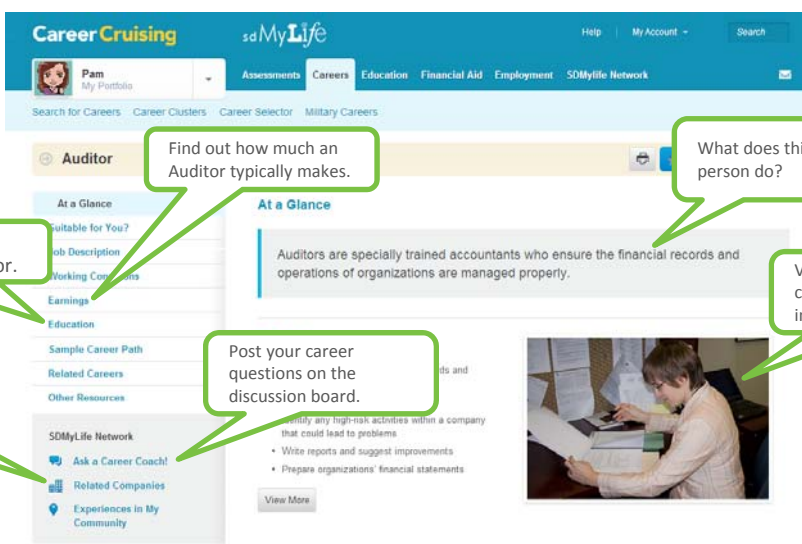 Career Cruising
sdMyLife
Help | My Account
Search
Pam
My Portfolio
Assessments Careers Education Financial Aid Employment SDMylife Network
Search for Careers Career Clusters Career Selector Military Careers
Auditor
Find out how much an
Auditor typically makes.
What does thi
person do?
At a Glance
Suitable for You?
Job Description
Working Conditions
Earnings
Education
Sample Career Path
Related Careers
Other Resources
or.
At a Glance
Auditors are specially trained accountants who ensure the financial records and
operations of organizations are managed properly.
V
c
in
Post your career
questions on the
discussion board.
and
Identify any high-risk activities within a company
that could lead to problems
• Write reports and suggest improvements
• Prepare organizations' financial statements
View More
SDMyLife Network
Ask a Career Coach!
Related Companies
Experiences in My
Community